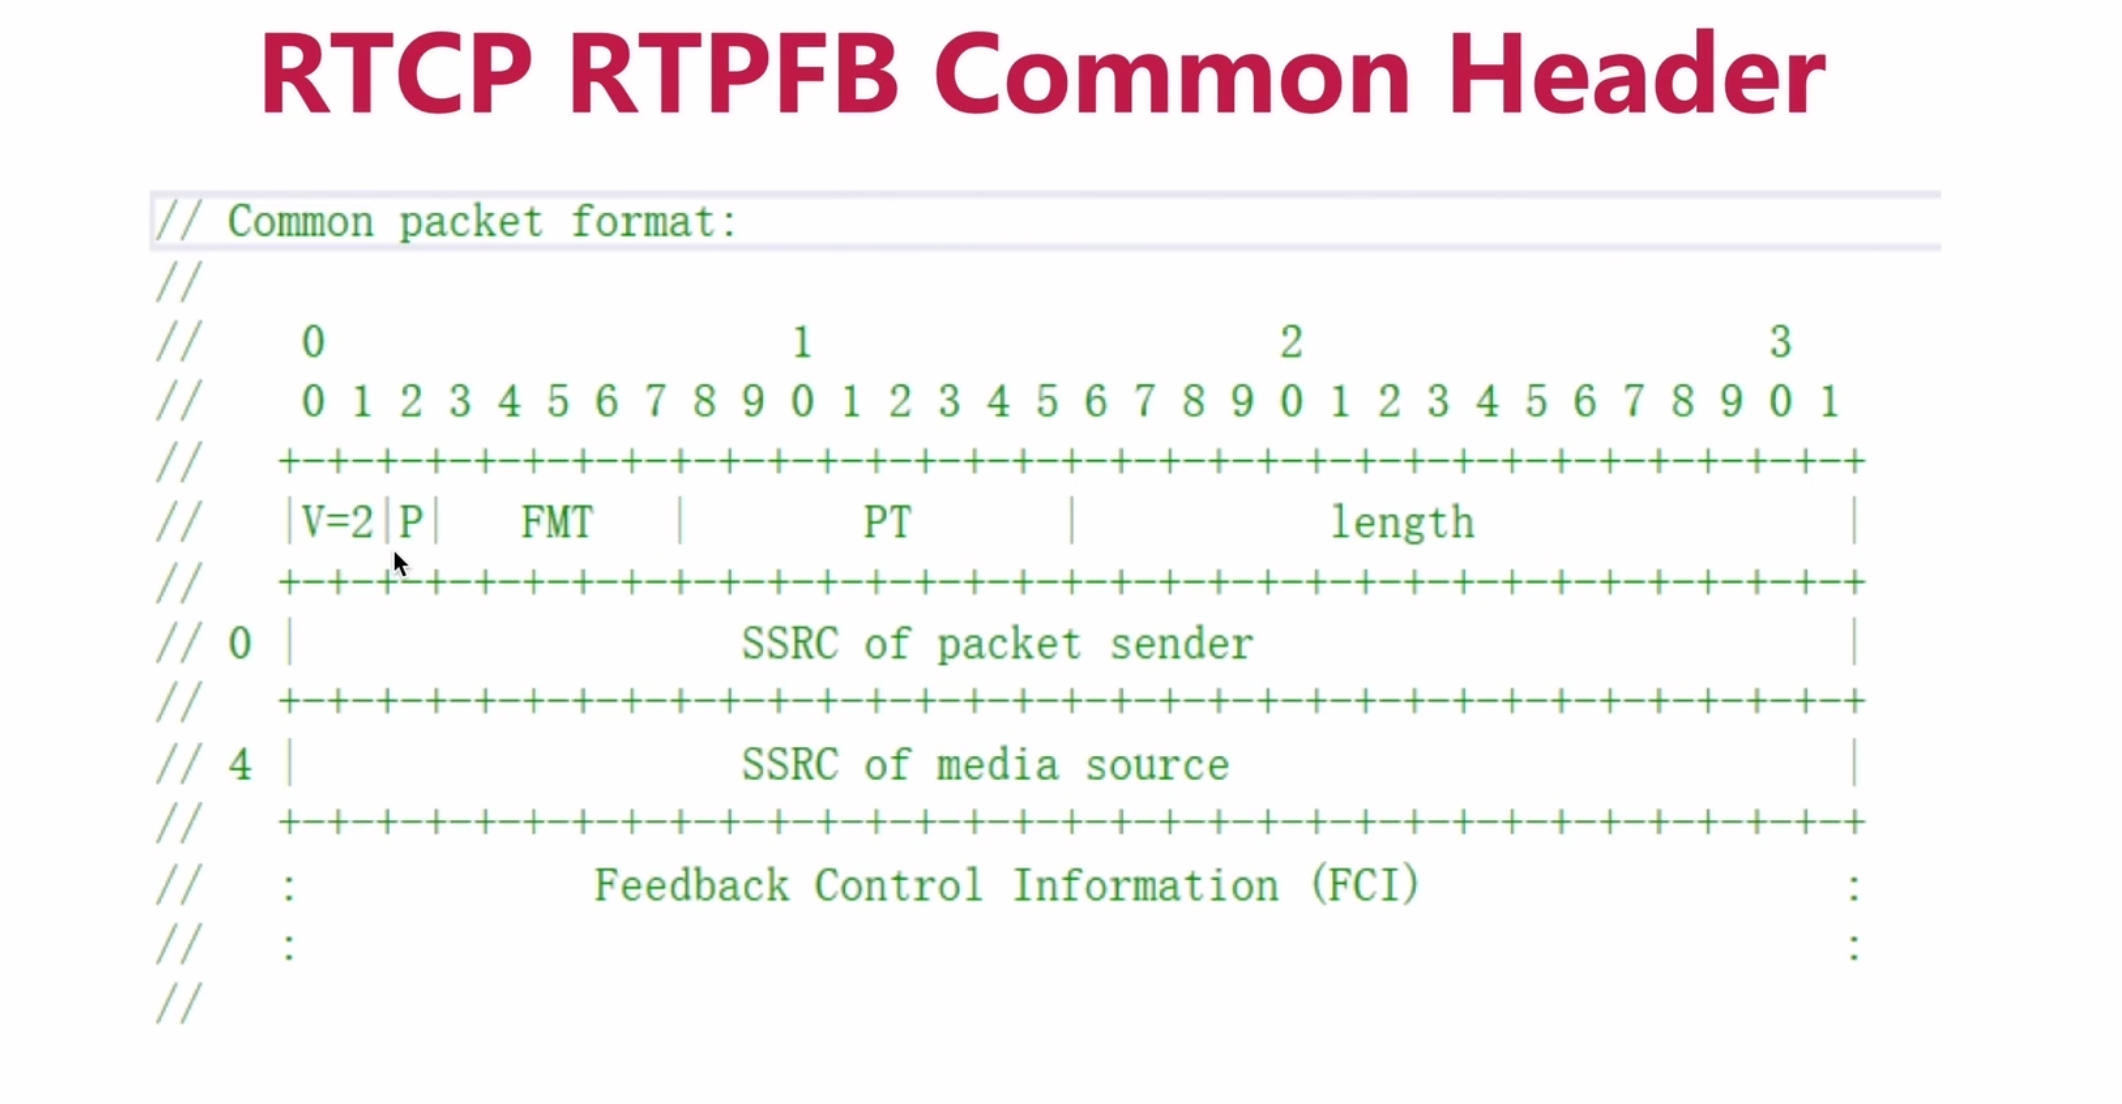 RTCP RTPFB Common Header
// Common packet format:
//
//    0                   1                   2                   3
//    0 1 2 3 4 5 6 7 8 9 0 1 2 3 4 5 6 7 8 9 0 1 2 3 4 5 6 7 8 9 0 1
//   +-+-+-+-+-+-+-+-+-+-+-+-+-+-+-+-+-+-+-+-+-+-+-+-+-+-+-+-+-+-+-+-+
//   |V=2|P|   FMT   |       PT      |          length               |
//   +-+-+-+-+-+-+-+-+-+-+-+-+-+-+-+-+-+-+-+-+-+-+-+-+-+-+-+-+-+-+-+-+
// 0 |                  SSRC of packet sender                        |
//   +-+-+-+-+-+-+-+-+-+-+-+-+-+-+-+-+-+-+-+-+-+-+-+-+-+-+-+-+-+-+-+-+
// 4 |                  SSRC of media source                         |
//   +-+-+-+-+-+-+-+-+-+-+-+-+-+-+-+-+-+-+-+-+-+-+-+-+-+-+-+-+-+-+-+-+
//   :            Feedback Control Information (FCI)                 :
//   :                                                               :
//